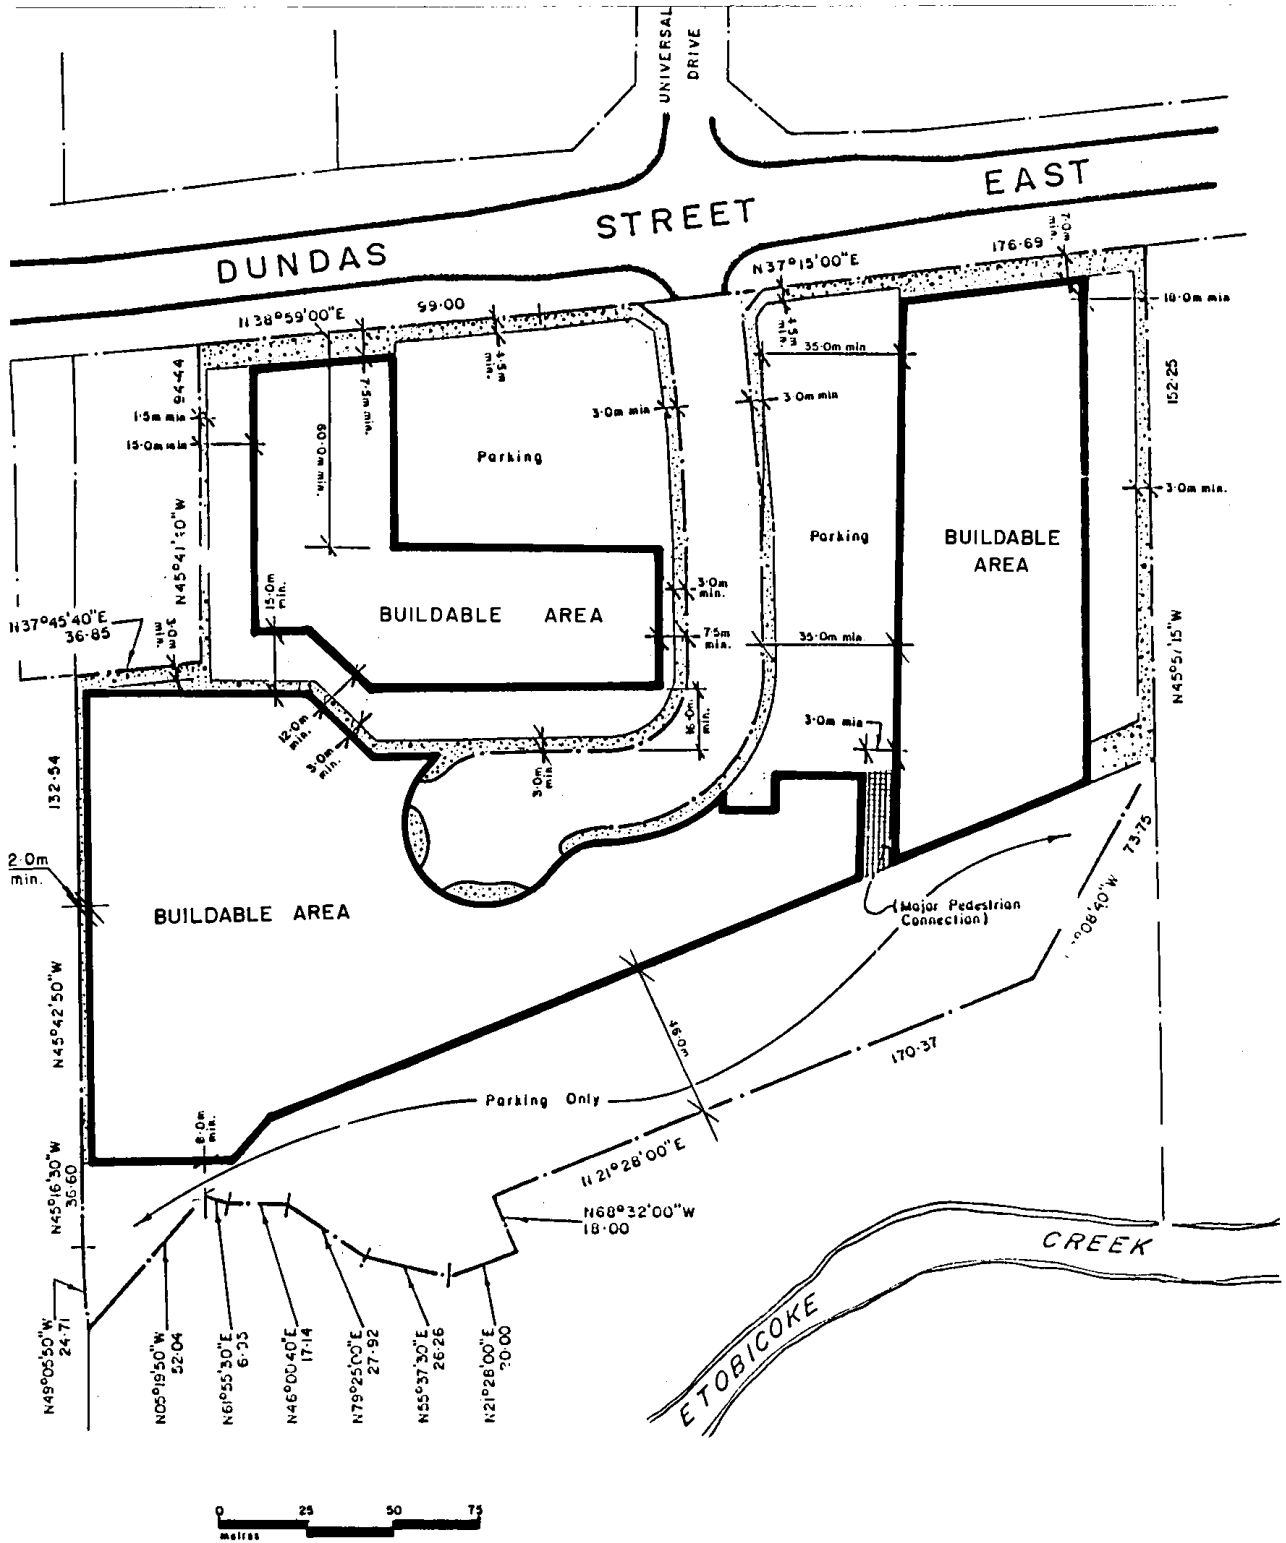 UNIVERSAL
DRIVE
DUNDAS STREET EAST
176·69
7·0m
min.
N37°15'00"E
N38°59'00"E
99·00
4·5m
min.
4·5m
min.
18·0m min
35·0m min
94·44
7·5m min.
152·25
1·5m min
15·0m min
60·0m min.
3·0m min
3·0m min
Parking
3·0m min.
N45°41'10"W
Parking
BUILDABLE
AREA
15·0m
min.
3·0m
min.
N37°45'40"E
36·85
3·0m
min.
BUILDABLE AREA
7·5m
min.
35·0m min
N45°51'15"W
12·0m
min.
3·0m
min.
3·0m
min.
16·0m
min.
3·0m min
132·54
2·0m
min.
BUILDABLE AREA
(Major Pedestrian
Connection)
73·75
08'40"W
N45°42'50"W
46·0m
170·37
Parking Only
8·0m
min.
N45°16'30"W
36·60
N21°28'00"E
N68°32'00"W
18·00
ETOBICOKE CREEK
N49°05'50"W
24·71
N05°19'50"W
52·04
N61°55'30"E
N46°00'40"E
17·14
N79°25'00"E
27·92
N55°37'30"E
26·26
N21°28'00"E
20·00
0 25 50 75
metres